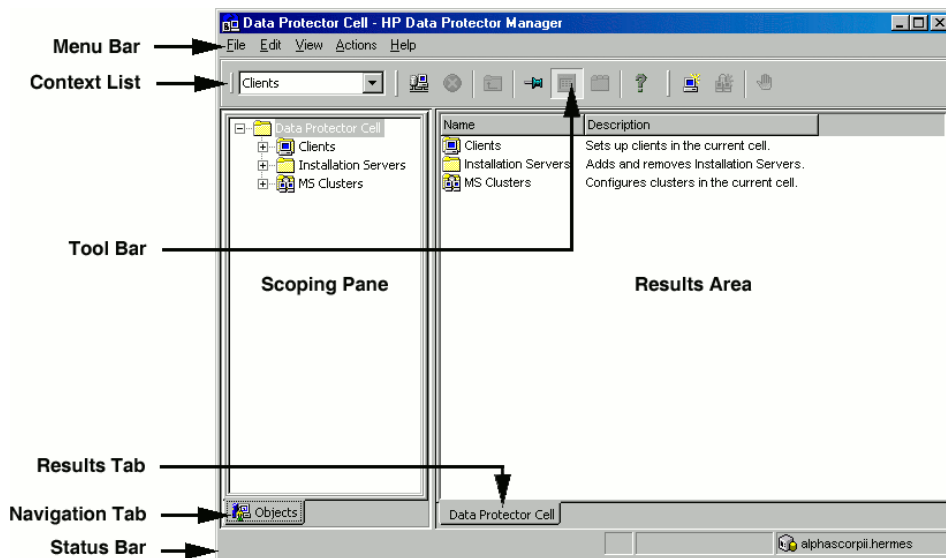 Data Protector Cell - HP Data Protector Manager
Menu Bar
File Edit View Actions Help
Context List
Clients
Data Protector Cell
Clients
Installation Servers
MS Clusters
Name Description
Clients Sets up clients in the current cell.
Installation Servers Adds and removes Installation Servers.
MS Clusters Configures clusters in the current cell.
Tool Bar
Scoping Pane
Results Area
Results Tab
Navigation Tab
Objects
Data Protector Cell
Status Bar
alphascorpii.hermes